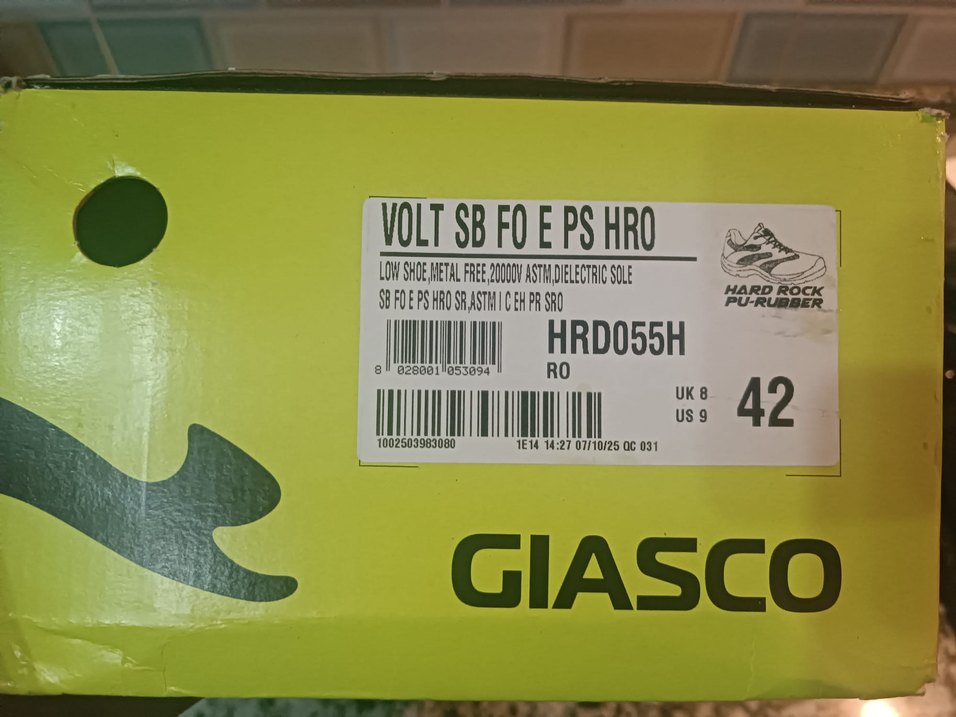 VOLT SB FO E PS HRO
LOW SHOE,METAL FREE,20000V ASTM,DIELECTRIC SOLE
SB FO E PS HRO SR,ASTM I C EH PR SRO
HARD ROCK
PU-RUBBER
HRD055H
RO
8 028001 053094
UK 8
US 9
42
1002503983080
1E14 14:27 07/10/25 QC 031
GIASCO